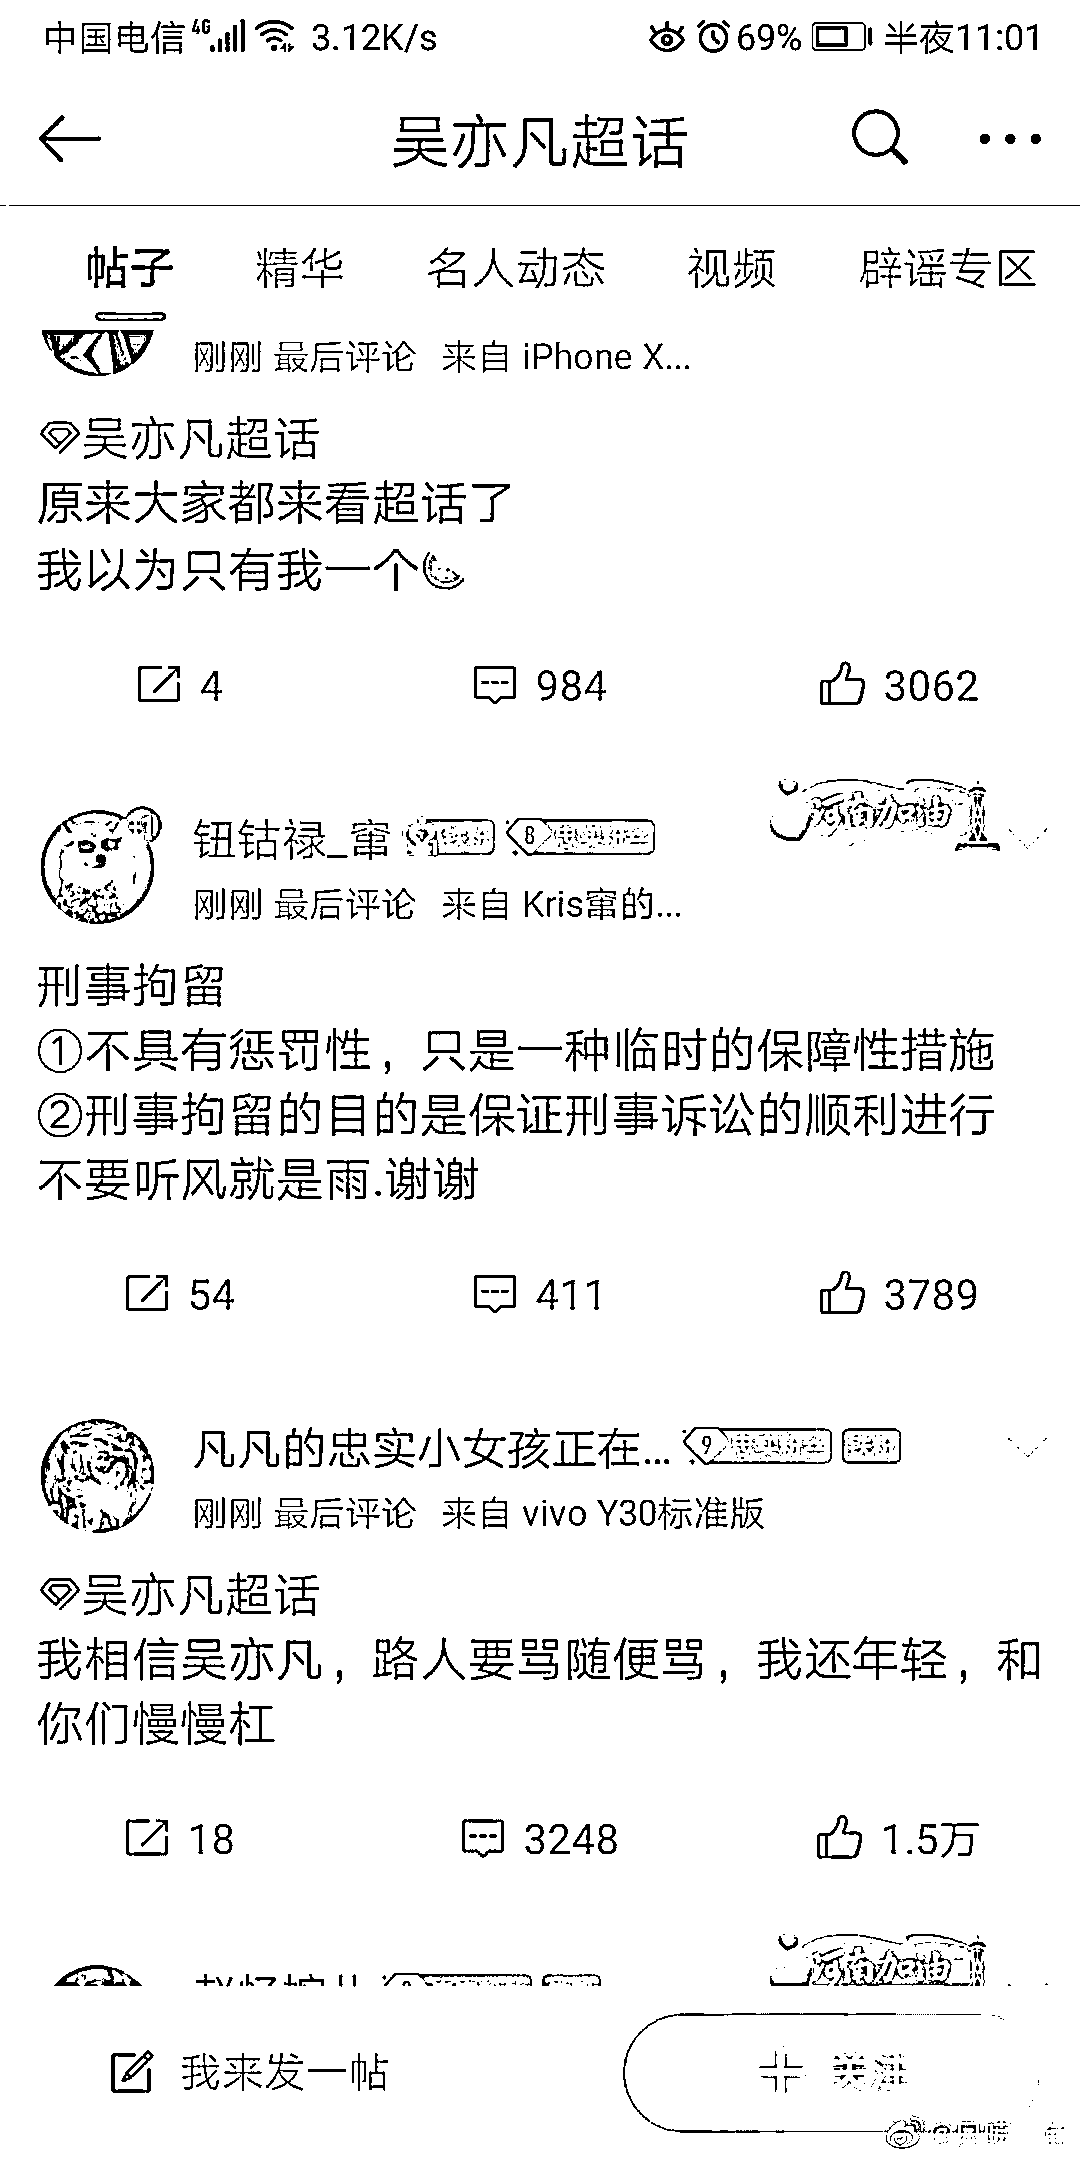 中国电信 4G 3.12K/s 69% 半夜11:01
吴亦凡超话
帖子 精华 名人动态 视频 辟谣专区
刚刚 最后评论 来自 iPhone X...
吴亦凡超话
原来大家都来看超话了
我以为只有我一个
4 984 3062
钮钴禄_窜 8 河南加油
刚刚 最后评论 来自 Kris窜的...
刑事拘留
①不具有惩罚性，只是一种临时的保障性措施
②刑事拘留的目的是保证刑事诉讼的顺利进行
不要听风就是雨.谢谢
54 411 3789
凡凡的忠实小女孩正在... 9
刚刚 最后评论 来自 vivo Y30标准版
吴亦凡超话
我相信吴亦凡，路人要骂随便骂，我还年轻，和
你们慢慢杠
18 3248 1.5万
河南加油
我来发一帖 关注